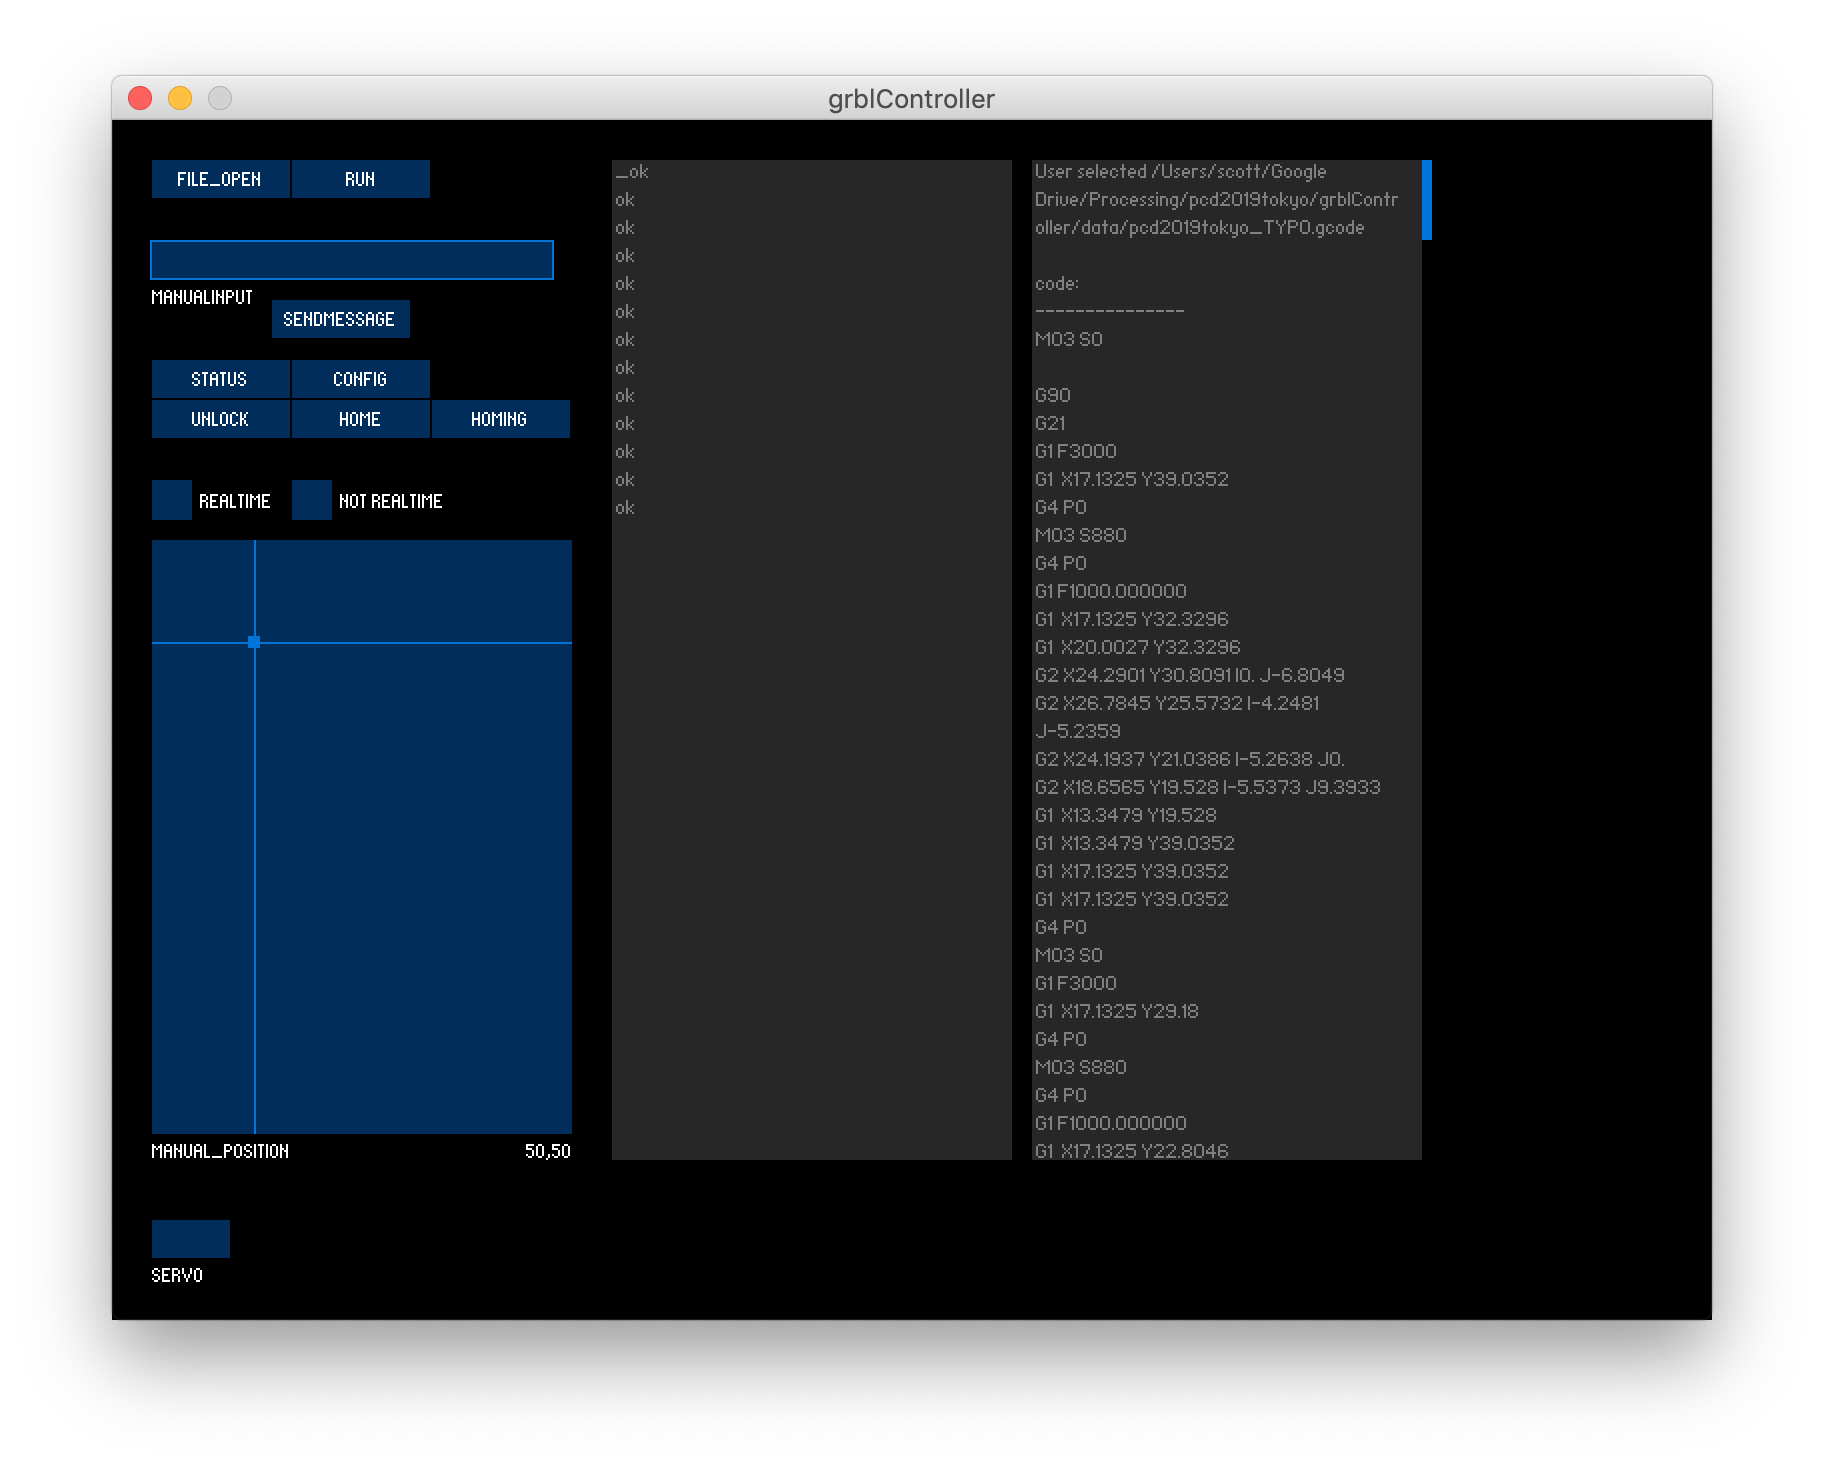 grblController
FILE_OPEN
RUN
MANUALINPUT
SENDMESSAGE
STATUS
CONFIG
UNLOCK
HOME
HOMING
REALTIME
NOT REALTIME
MANUAL_POSITION
50,50
SERVO
_ok
ok
ok
ok
ok
ok
ok
ok
ok
ok
ok
ok
ok
User selected /Users/scott/Google
Drive/Processing/pcd2019tokyo/grblContr
oller/data/pcd2019tokyo_TYPO.gcode
code:
---------------
M03 S0
G90
G21
G1 F3000
G1  X17.1325 Y39.0352
G4 P0
M03 S880
G4 P0
G1 F1000.000000
G1  X17.1325 Y32.3296
G1  X20.0027 Y32.3296
G2 X24.2901 Y30.8091 I0. J-6.8049
G2 X26.7845 Y25.5732 I-4.2481
J-5.2359
G2 X24.1937 Y21.0386 I-5.2638 J0.
G2 X18.6565 Y19.528 I-5.5373 J9.3933
G1  X13.3479 Y19.528
G1  X13.3479 Y39.0352
G1  X17.1325 Y39.0352
G1  X17.1325 Y39.0352
G4 P0
M03 S0
G1 F3000
G1  X17.1325 Y29.18
G4 P0
M03 S880
G4 P0
G1 F1000.000000
G1  X17.1325 Y22.8046